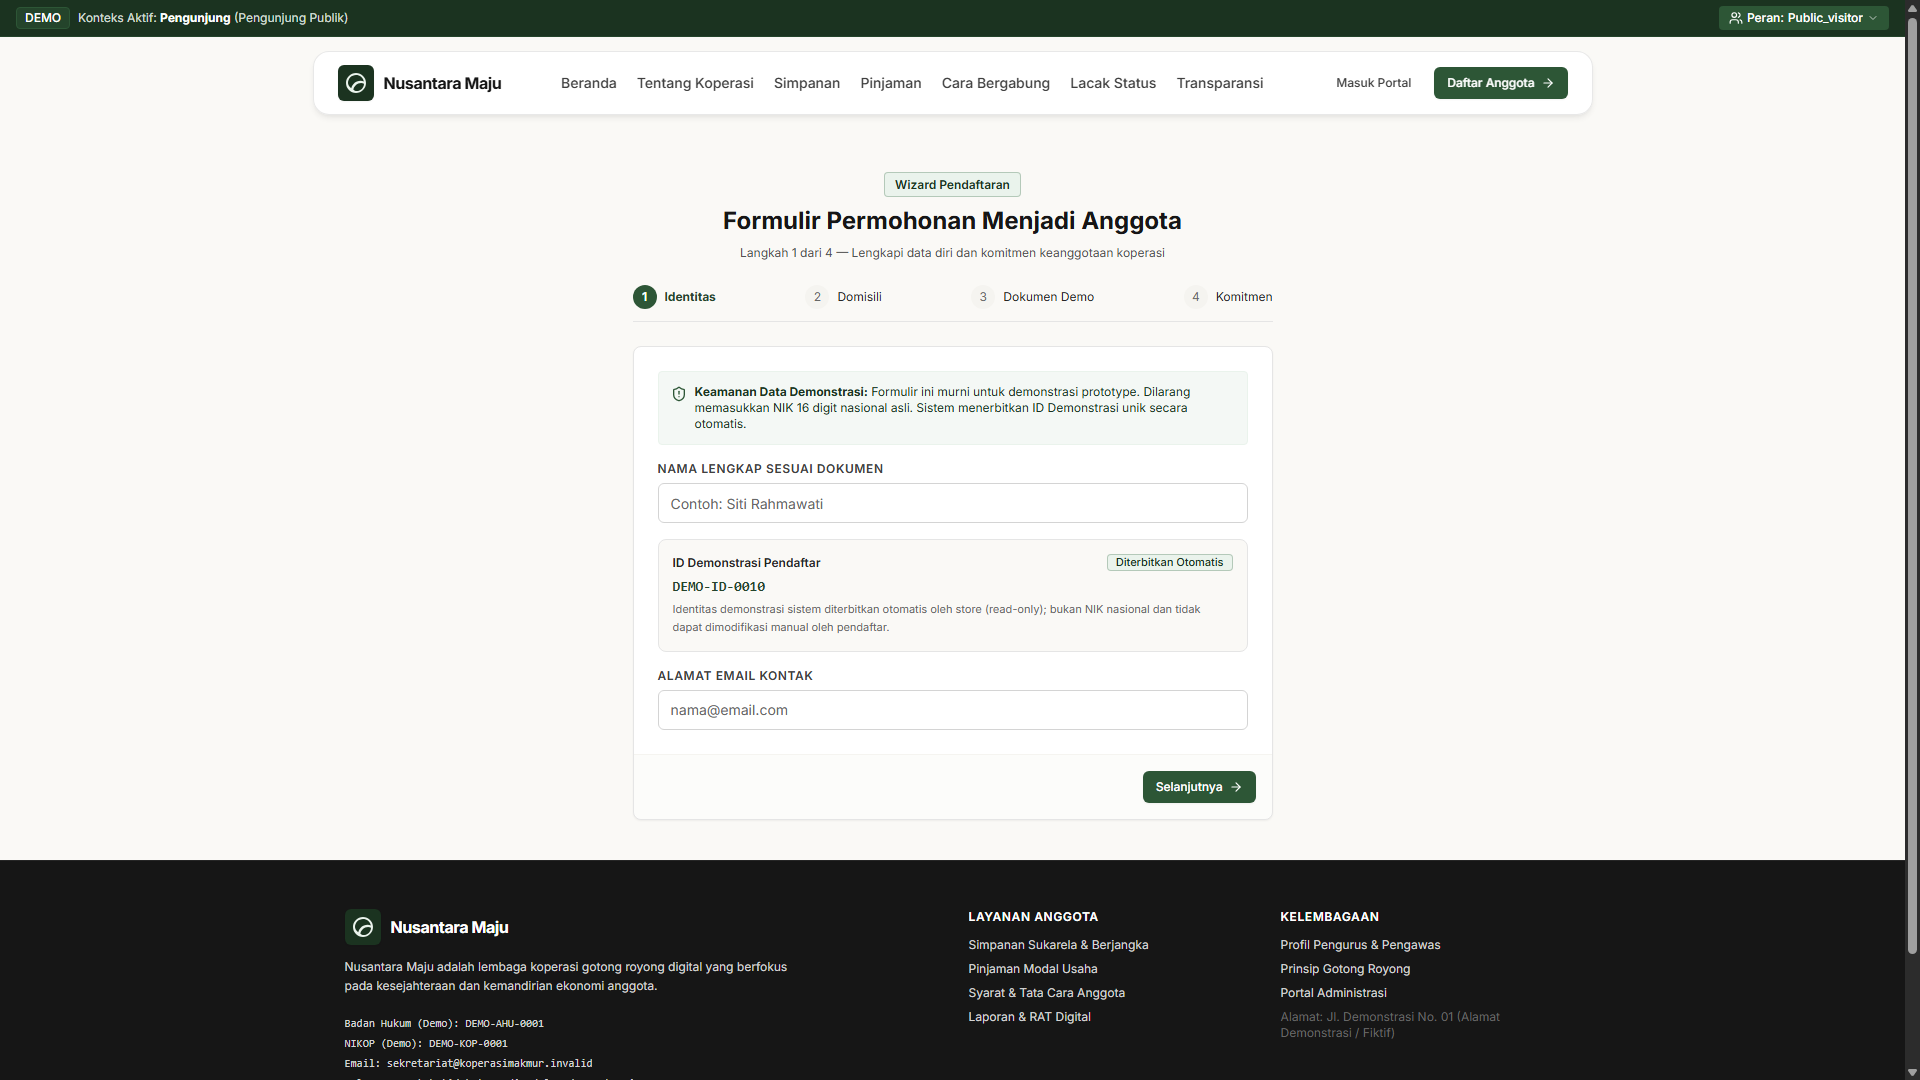 DEMO Konteks Aktif: Pengunjung (Pengunjung Publik)
Peran: Public_visitor
Nusantara Maju
Beranda
Tentang Koperasi
Simpanan
Pinjaman
Cara Bergabung
Lacak Status
Transparansi
Masuk Portal
Daftar Anggota
Wizard Pendaftaran
Formulir Permohonan Menjadi Anggota
Langkah 1 dari 4 — Lengkapi data diri dan komitmen keanggotaan koperasi
1 Identitas
2 Domisili
3 Dokumen Demo
4 Komitmen
Keamanan Data Demonstrasi: Formulir ini murni untuk demonstrasi prototype. Dilarang
memasukkan NIK 16 digit nasional asli. Sistem menerbitkan ID Demonstrasi unik secara
otomatis.
NAMA LENGKAP SESUAI DOKUMEN
Contoh: Siti Rahmawati
ID Demonstrasi Pendaftar
Diterbitkan Otomatis
DEMO-ID-0010
Identitas demonstrasi sistem diterbitkan otomatis oleh store (read-only); bukan NIK nasional dan tidak
dapat dimodifikasi manual oleh pendaftar.
ALAMAT EMAIL KONTAK
nama@email.com
Selanjutnya
Nusantara Maju
Nusantara Maju adalah lembaga koperasi gotong royong digital yang berfokus
pada kesejahteraan dan kemandirian ekonomi anggota.
Badan Hukum (Demo): DEMO-AHU-0001
NIKOP (Demo): DEMO-KOP-0001
Email: sekretariat@koperasimakmur.invalid
LAYANAN ANGGOTA
Simpanan Sukarela & Berjangka
Pinjaman Modal Usaha
Syarat & Tata Cara Anggota
Laporan & RAT Digital
KELEMBAGAAN
Profil Pengurus & Pengawas
Prinsip Gotong Royong
Portal Administrasi
Alamat: Jl. Demonstrasi No. 01 (Alamat
Demonstrasi / Fiktif)